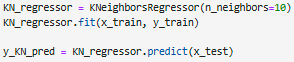 KN_regressor = KNeighborsRegressor(n_neighbors=10)
KN_regressor.fit(x_train, y_train)
y_KN_pred = KN_regressor.predict(x_test)